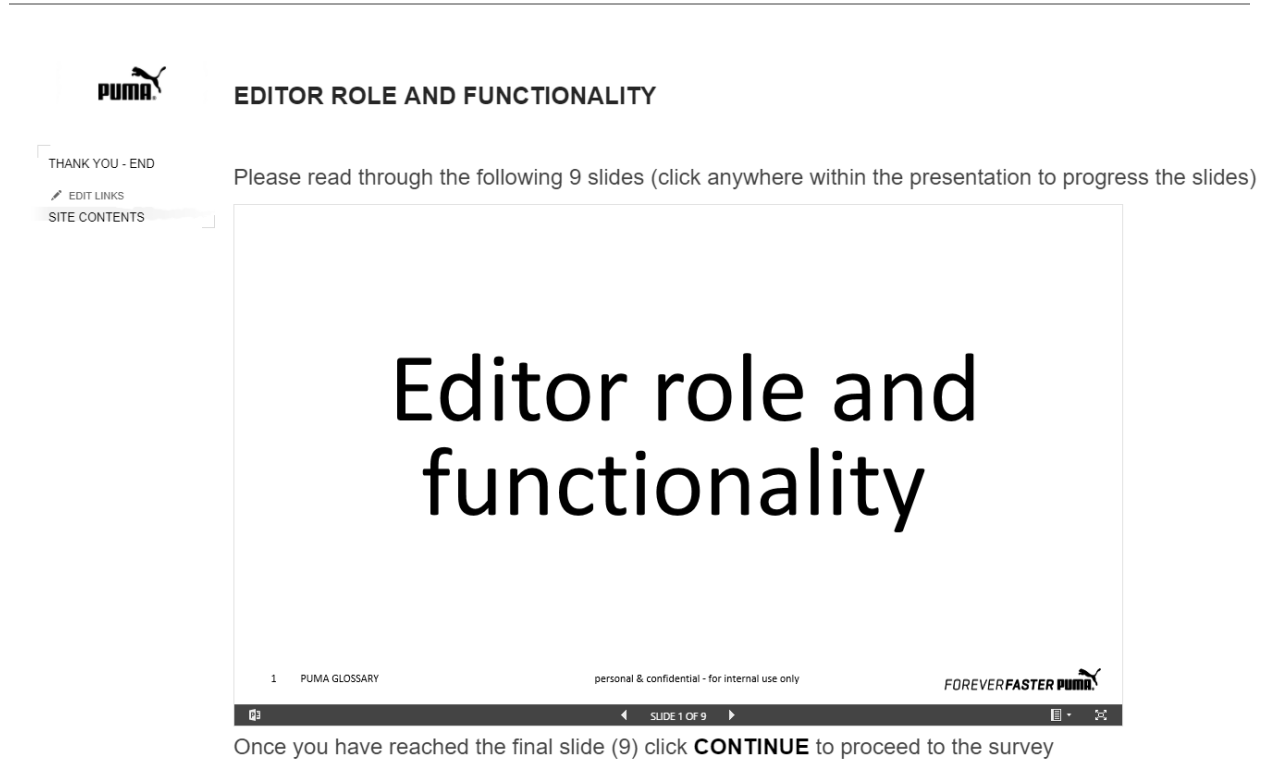 PUMA
EDITOR ROLE AND FUNCTIONALITY
THANK YOU - END
EDIT LINKS
SITE CONTENTS
Please read through the following 9 slides (click anywhere within the presentation to progress the slides)
Editor role and
functionality
1 PUMA GLOSSARY personal & confidential - for internal use only FOREVERFASTER PUMA
SLIDE 1 OF 9
Once you have reached the final slide (9) click CONTINUE to proceed to the survey